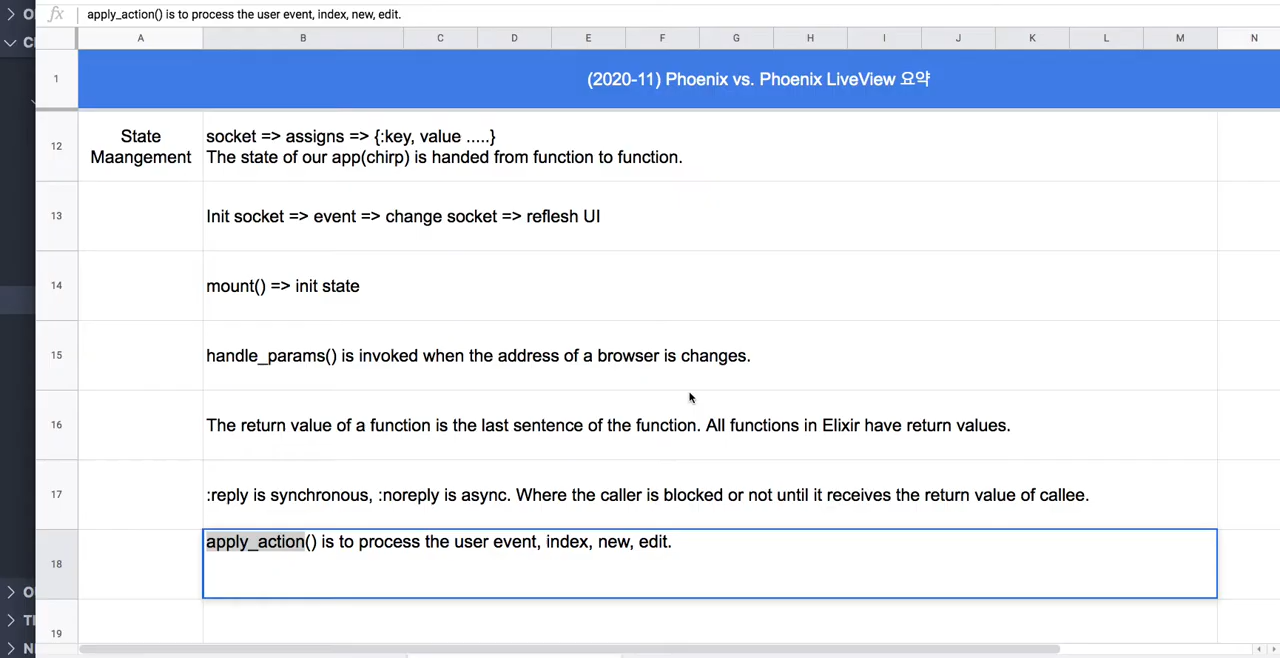 O
fx
apply_action() is to process the user event, index, new, edit.
A B C D E F G H I J K L M N
1 (2020-11) Phoenix vs. Phoenix LiveView 요약
12 State Maangement
socket => assigns => {:key, value .....}
The state of our app(chirp) is handed from function to function.
13 Init socket => event => change socket => reflesh UI
14 mount() => init state
15 handle_params() is invoked when the address of a browser is changes.
16 The return value of a function is the last sentence of the function. All functions in Elixir have return values.
17 :reply is synchronous, :noreply is async. Where the caller is blocked or not until it receives the return value of callee.
18 apply_action() is to process the user event, index, new, edit.
19